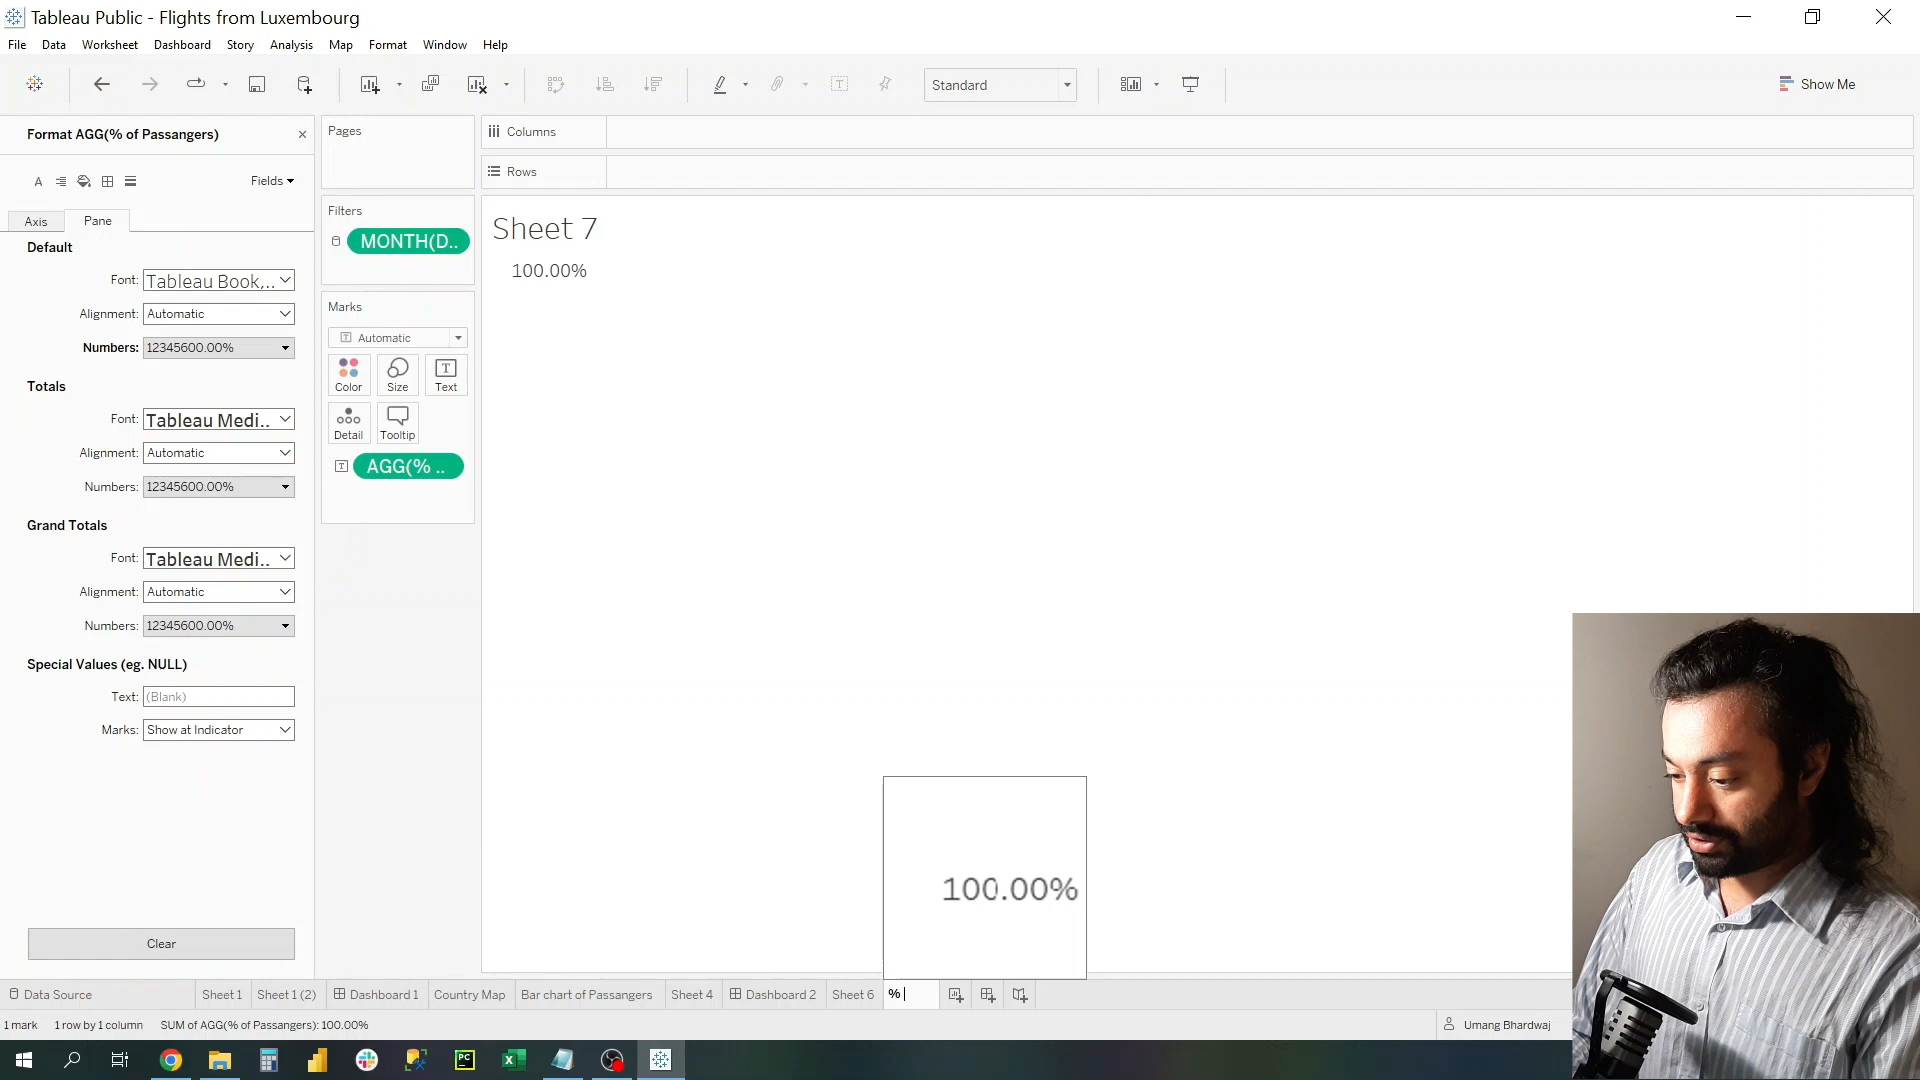 Tableau Public - Flights from Luxembourg
File Data Worksheet Dashboard Story Analysis Map Format Window Help
Standard
Show Me
Format AGG(% of Passangers)
Fields
Axis Pane
Default
Font: Tableau Book,...
Alignment: Automatic
Numbers: 12345600.00%
Totals
Font: Tableau Medi..
Alignment: Automatic
Numbers: 12345600.00%
Grand Totals
Font: Tableau Medi..
Alignment: Automatic
Numbers: 12345600.00%
Special Values (eg. NULL)
Text: (Blank)
Marks: Show at Indicator
Clear
Pages
Filters
MONTH(D..
Marks
Automatic
Color Size Text
Detail Tooltip
AGG(% ..
Columns
Rows
Sheet 7
100.00%
100.00%
Data Source Sheet 1 Sheet 1 (2) Dashboard 1 Country Map Bar chart of Passengers Sheet 4 Dashboard 2 Sheet 6 %
1 mark 1 row by 1 column SUM of AGG(% of Passangers): 100.00%
Umang Bhardwaj
PC